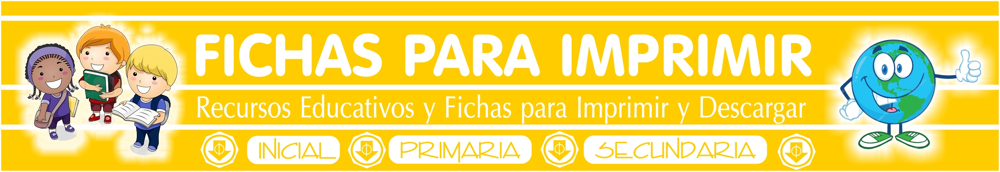 FICHAS PARA IMPRIMIR
Recursos Educativos y Fichas para Imprimir y Descargar
INICIAL PRIMARIA SECUNDARIA